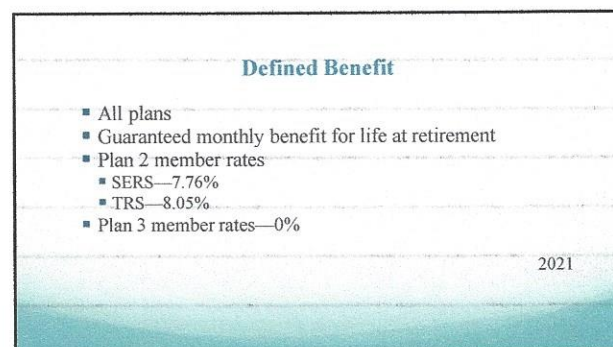 Defined Benefit
▪ All plans
▪ Guaranteed monthly benefit for life at retirement
▪ Plan 2 member rates
▪ SERS—7.76%
▪ TRS—8.05%
▪ Plan 3 member rates—0%
2021